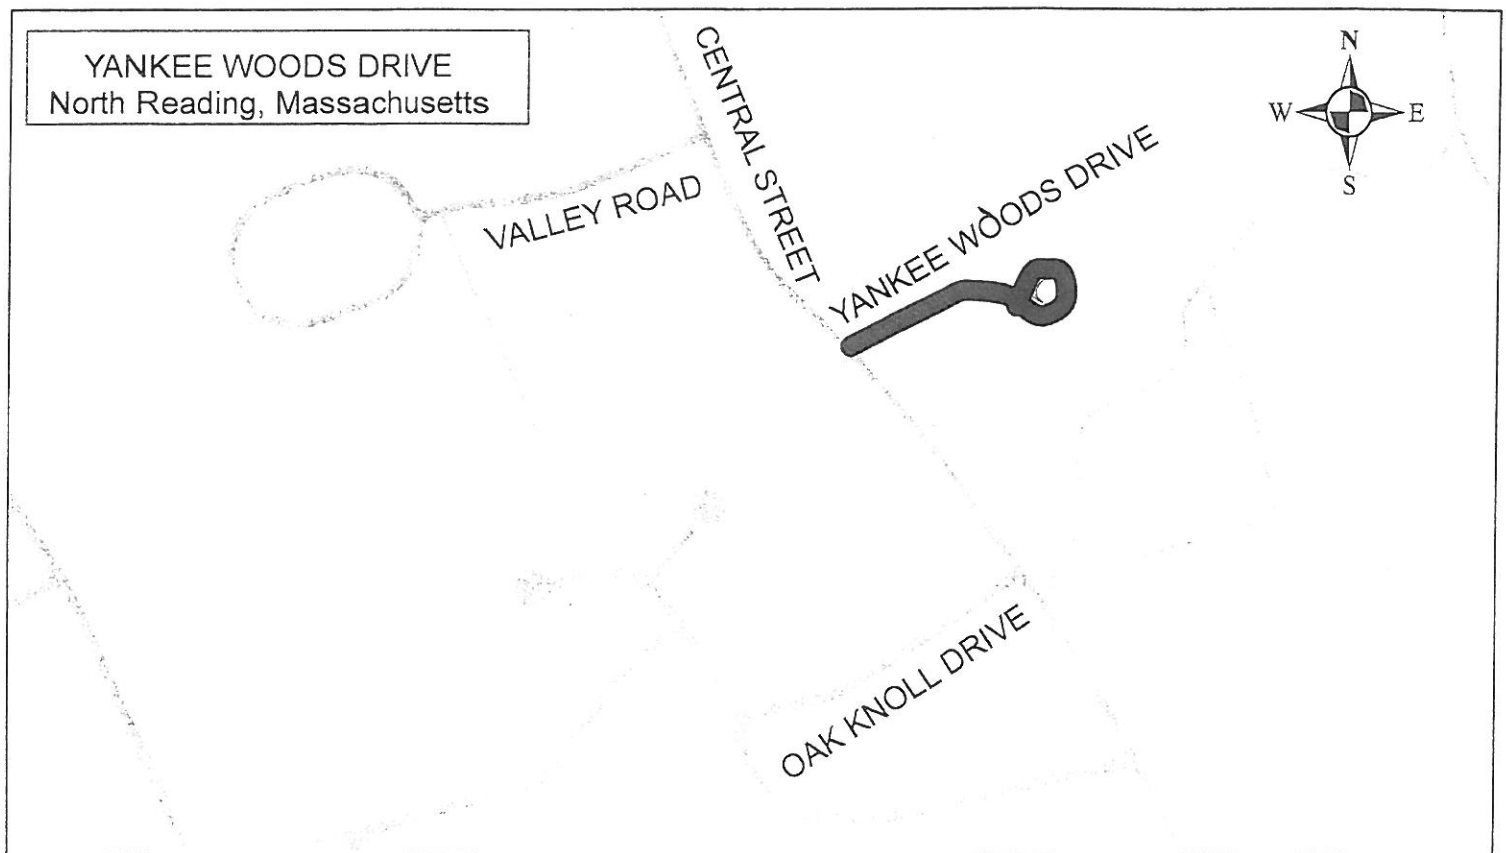 YANKEE WOODS DRIVE
North Reading, Massachusetts
CENTRAL STREET
N
W
E
S
VALLEY ROAD
YANKEE WOODS DRIVE
OAK KNOLL DRIVE